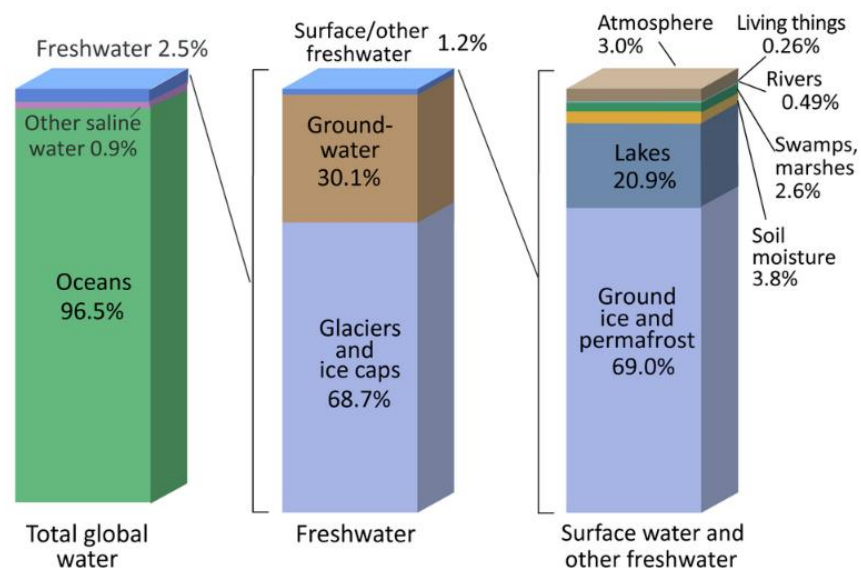 Freshwater 2.5%
Other saline
water 0.9%
Oceans
96.5%
Total global
water
Surface/other
freshwater
1.2%
Ground-
water
30.1%
Glaciers
and
ice caps
68.7%
Freshwater
Atmosphere
3.0%
Living things
0.26%
Rivers
0.49%
Swamps,
marshes
2.6%
Soil
moisture
3.8%
Lakes
20.9%
Ground
ice and
permafrost
69.0%
Surface water and
other freshwater